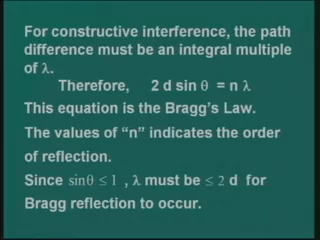 For constructive interference, the path
difference must be an integral multiple
of λ.
Therefore, 2 d sin θ = n λ
This equation is the Bragg's Law.
The values of “n” indicates the order
of reflection.
Since sinθ ≤ 1 , λ must be ≤ 2 d for
Bragg reflection to occur.